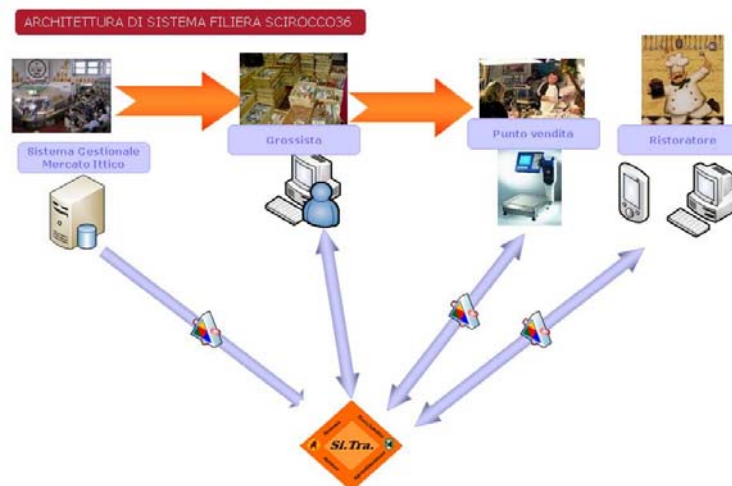 ARCHITETTURA DI SISTEMA FILIERA SCIROCCO36
Sistema Gestionale
Mercato Ittico
Grossista
Punto vendita
Ristoratore
Si.Tra.